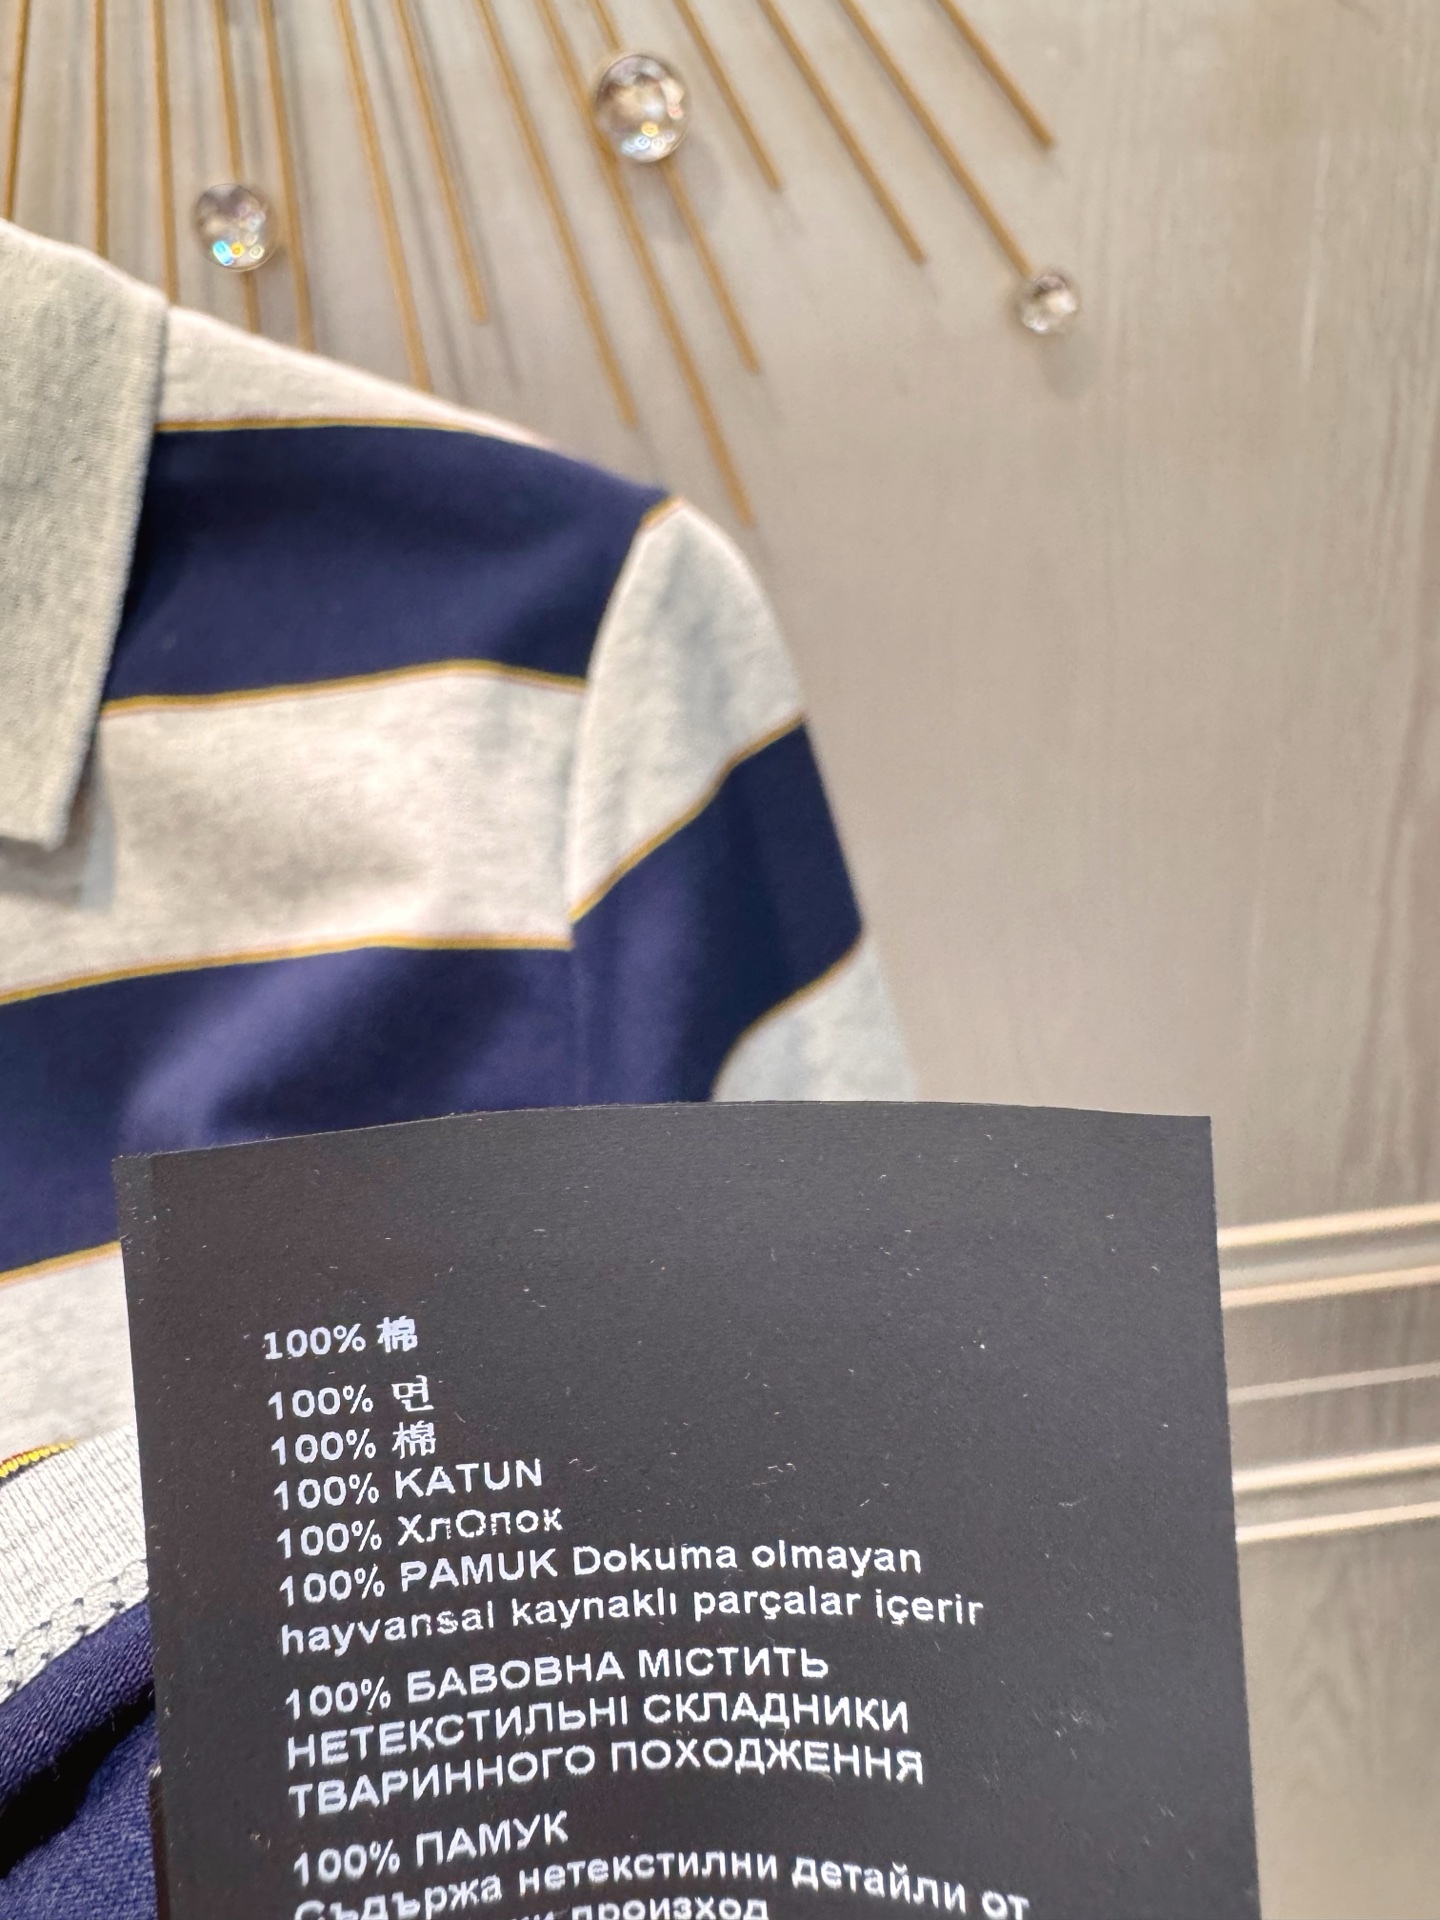 100% 棉
100% 면
100% 棉
100% KATUN
100% ХлОпок
100% PAMUK Dokuma olmayan
hayvansal kaynaklı parçalar içerir
100% БАВОВНА МІСТИТЬ
НЕТЕКСТИЛЬНІ СКЛАДНИКИ
ТВАРИННОГО ПОХОДЖЕННЯ
100% ПАМУК
Съдържа нетекстилни детайли от
произход